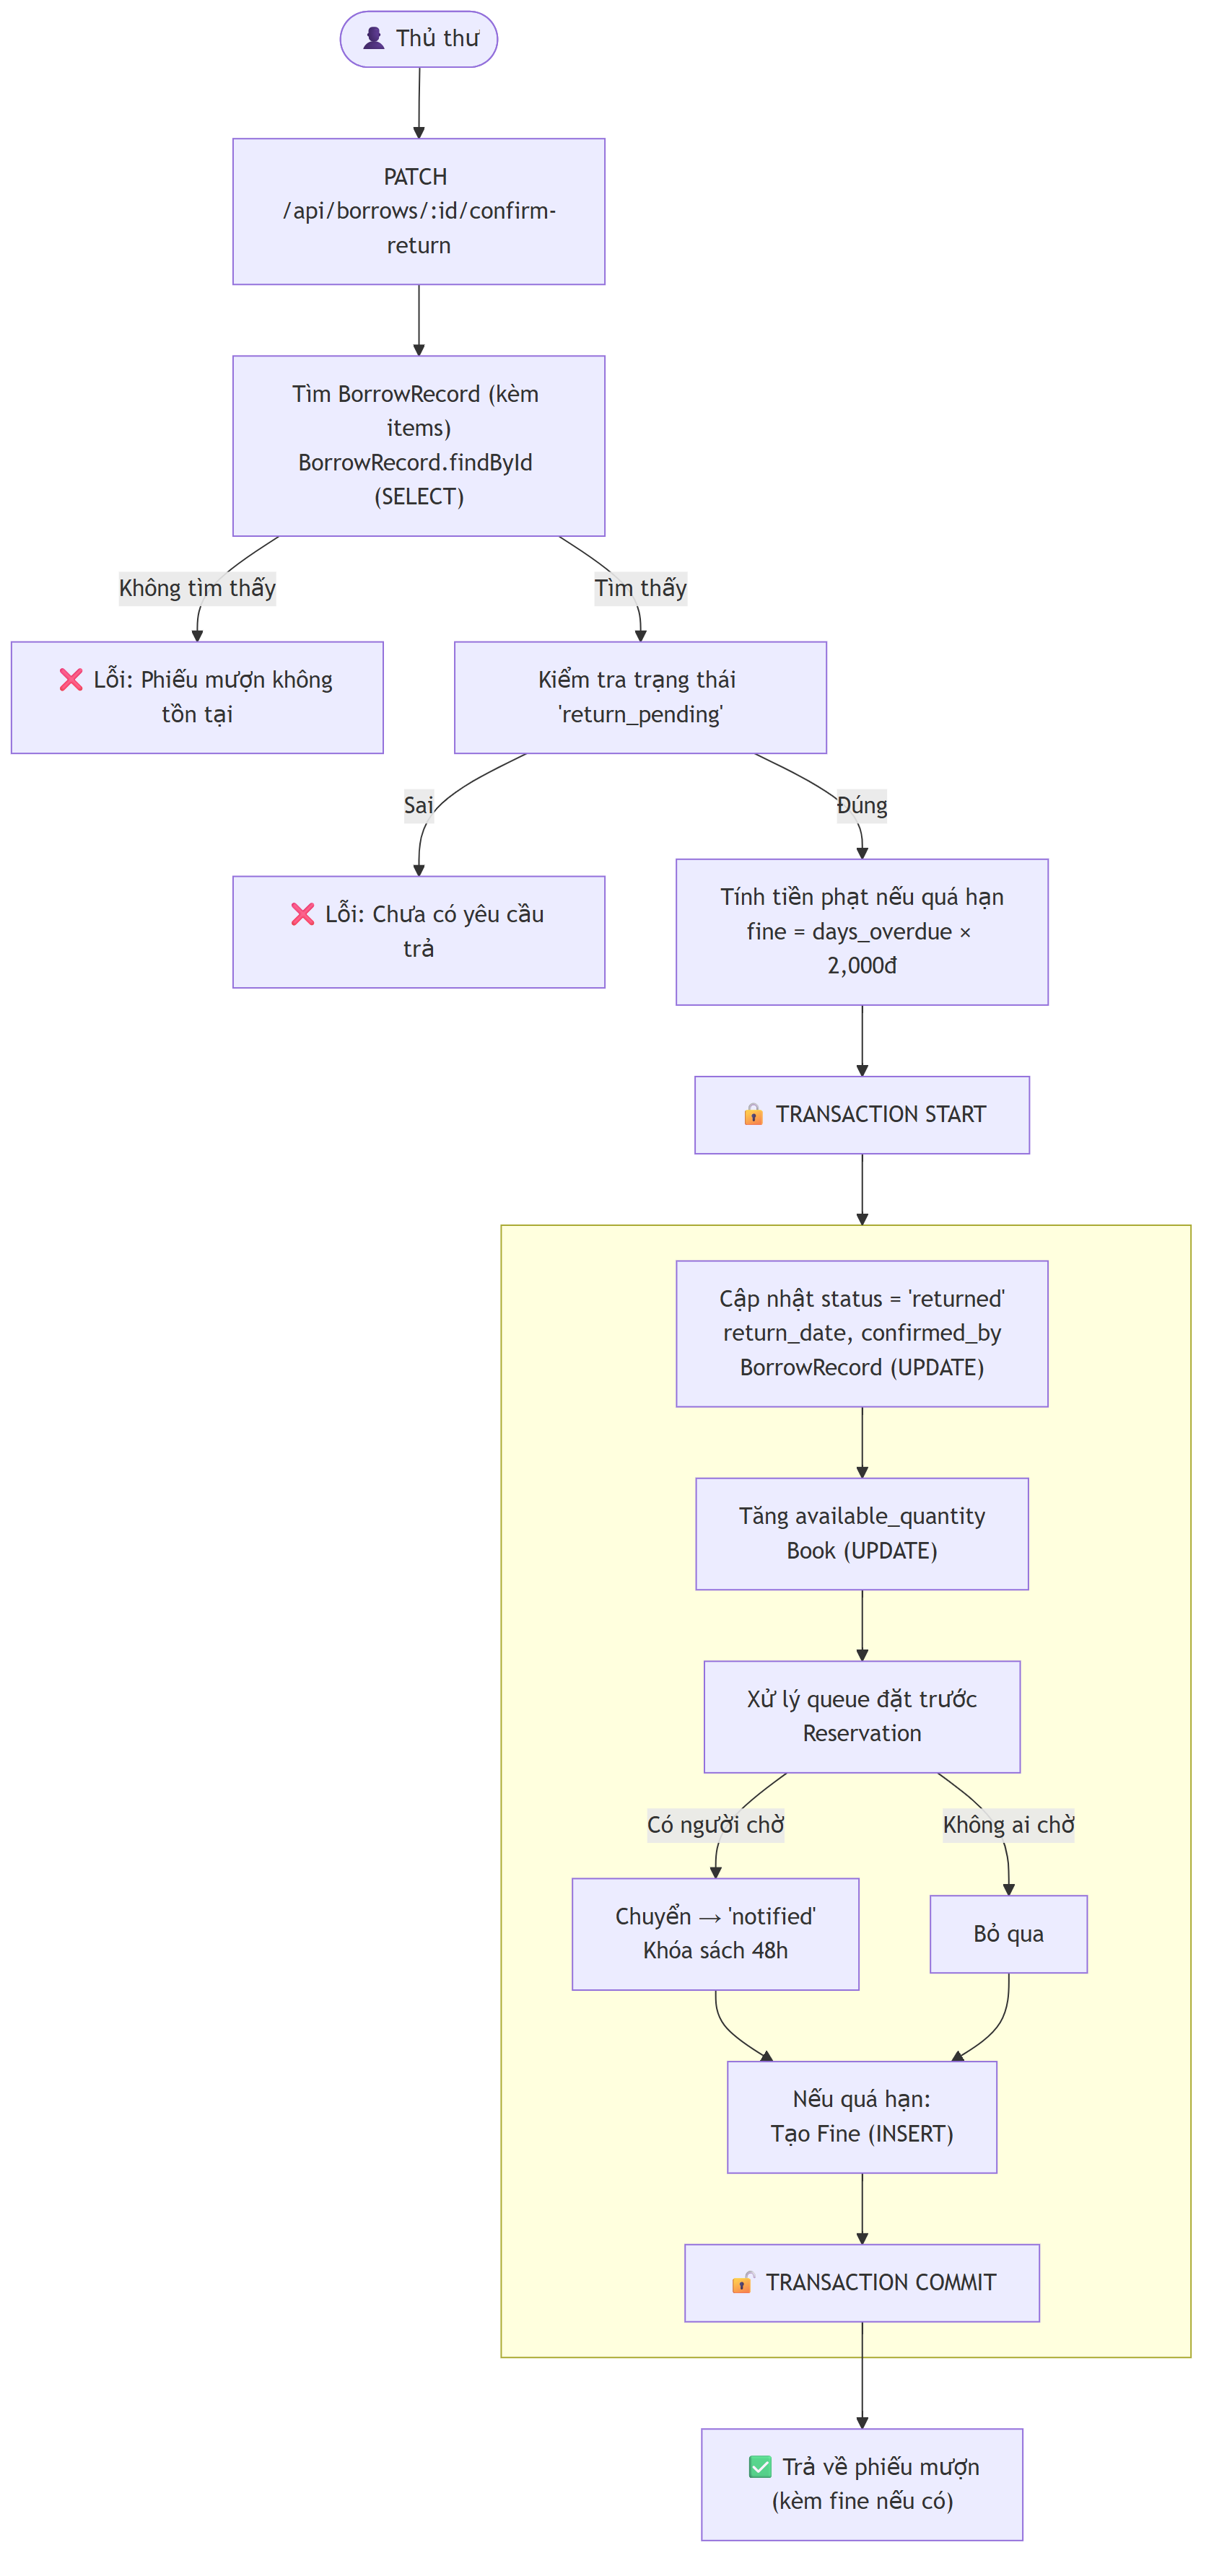 👤 Thủ thư
PATCH
/api/borrows/:id/confirm-
return
Tìm BorrowRecord (kèm
items)
BorrowRecord.findById
(SELECT)
Không tìm thấy
Tìm thấy
❌ Lỗi: Phiếu mượn không
tồn tại
Kiểm tra trạng thái
'return_pending'
Sai
Đúng
❌ Lỗi: Chưa có yêu cầu
trả
Tính tiền phạt nếu quá hạn
fine = days_overdue ×
2,000đ
🔒 TRANSACTION START
Cập nhật status = 'returned'
return_date, confirmed_by
BorrowRecord (UPDATE)
Tăng available_quantity
Book (UPDATE)
Xử lý queue đặt trước
Reservation
Có người chờ
Không ai chờ
Chuyển → 'notified'
Khóa sách 48h
Bỏ qua
Nếu quá hạn:
Tạo Fine (INSERT)
🔓 TRANSACTION COMMIT
✅ Trả về phiếu mượn
(kèm fine nếu có)